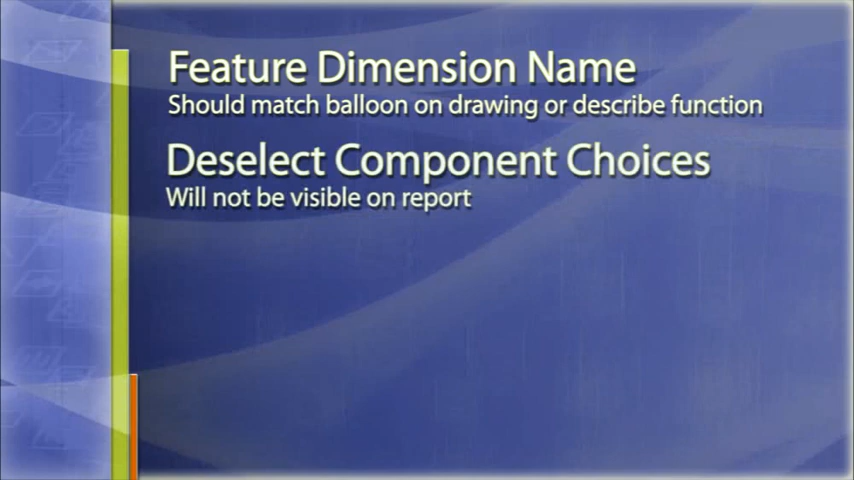 Feature Dimension Name
Should match balloon on drawing or describe function
Deselect Component Choices
Will not be visible on report